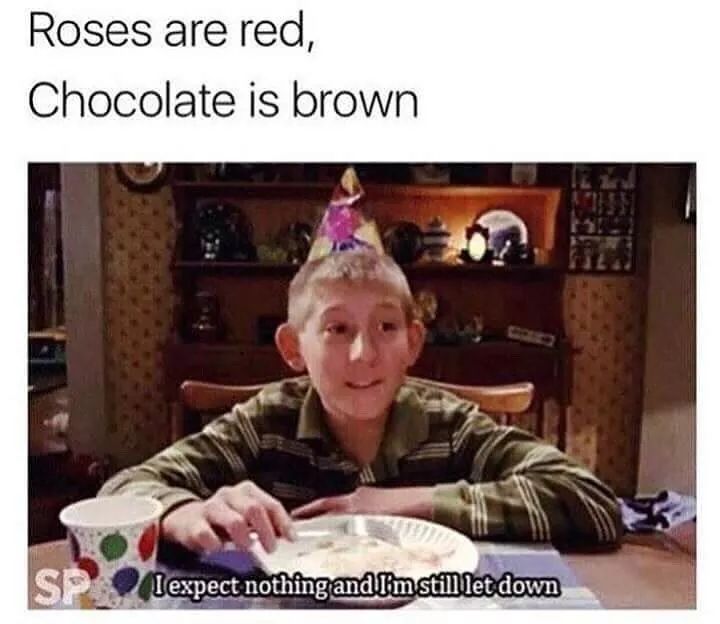 Roses are red,
Chocolate is brown
SP
I expect nothing and I'm still let down